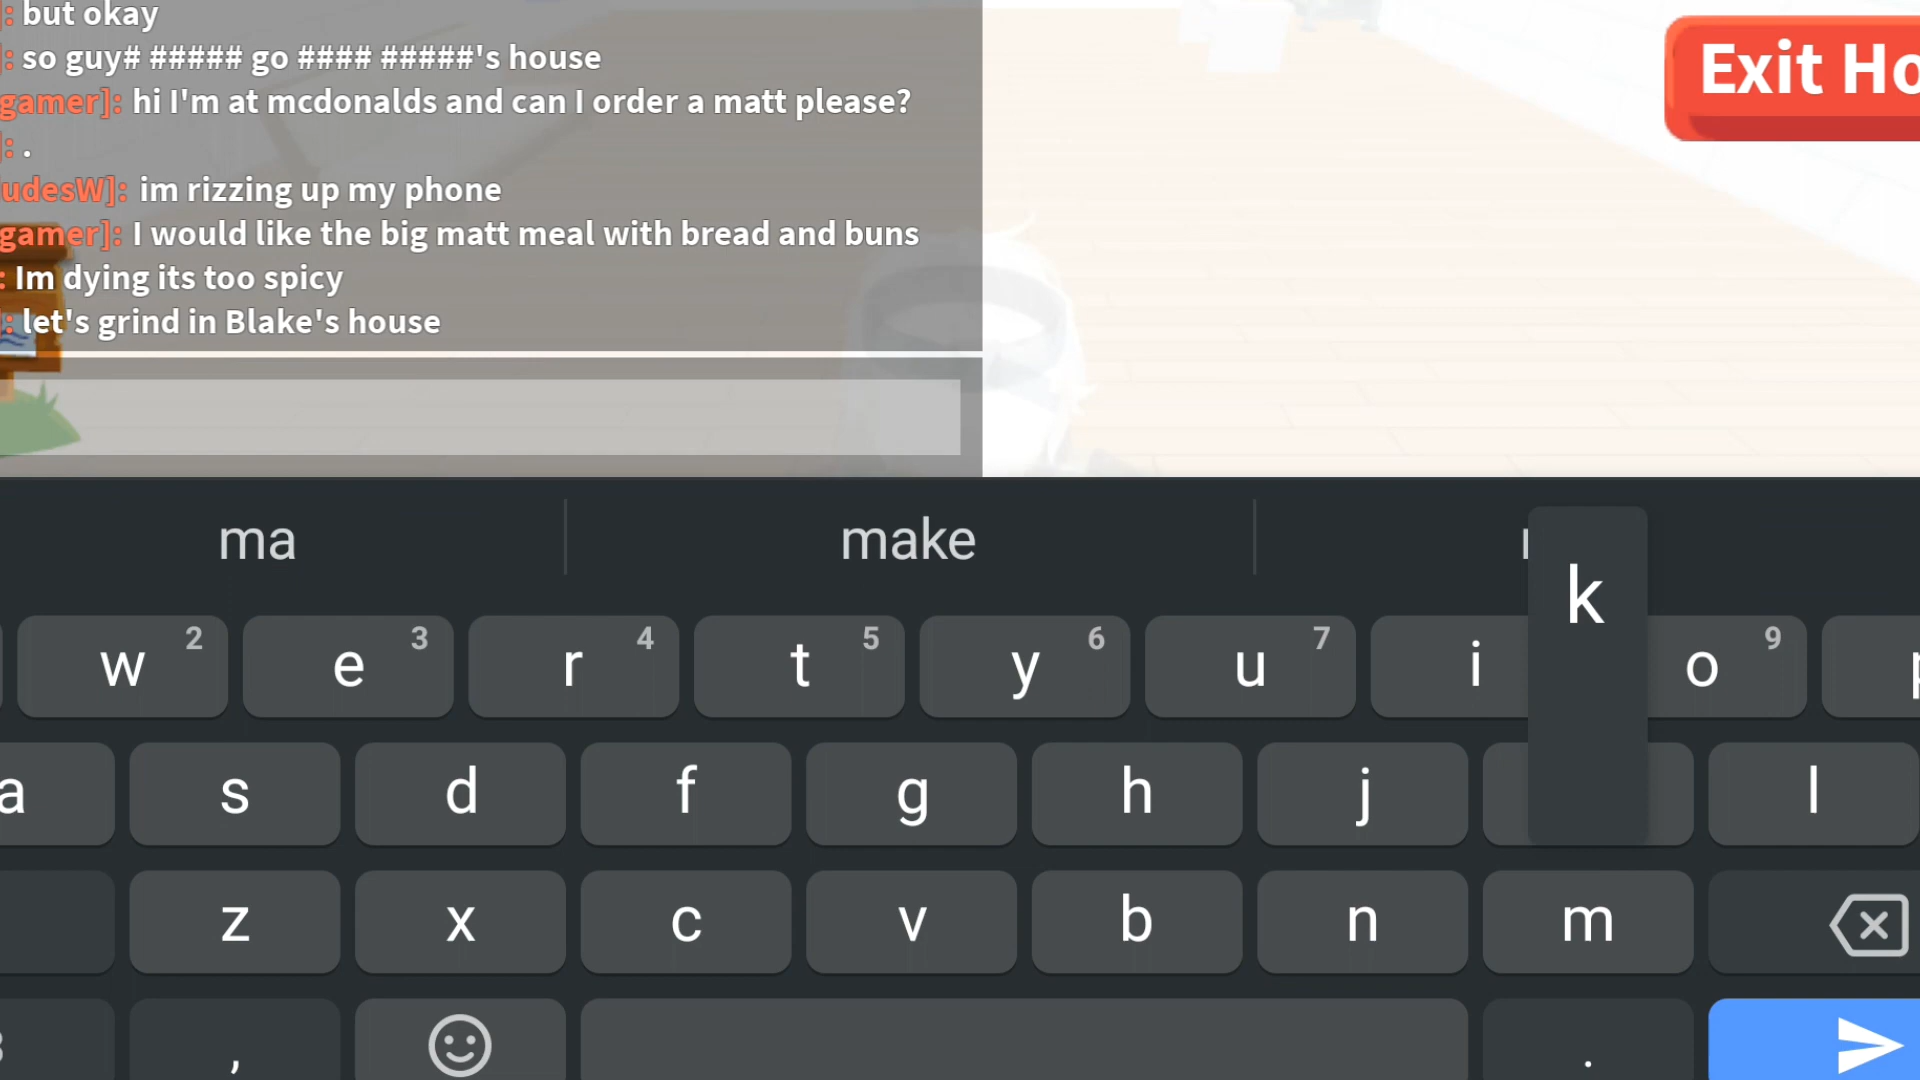 : but okay
]: so guy# ##### go #### #####'s house
gamer]: hi I'm at mcdonalds and can I order a matt please?
]: .
udesW]: im rizzing up my phone
gamer]: I would like the big matt meal with bread and buns
: Im dying its too spicy
]: let's grind in Blake's house
Exit Ho
ma make
k
w 2 e 3 r 4 t 5 y 6 u 7 i o 9 p
a s d f g h j l
z x c v b n m
, .